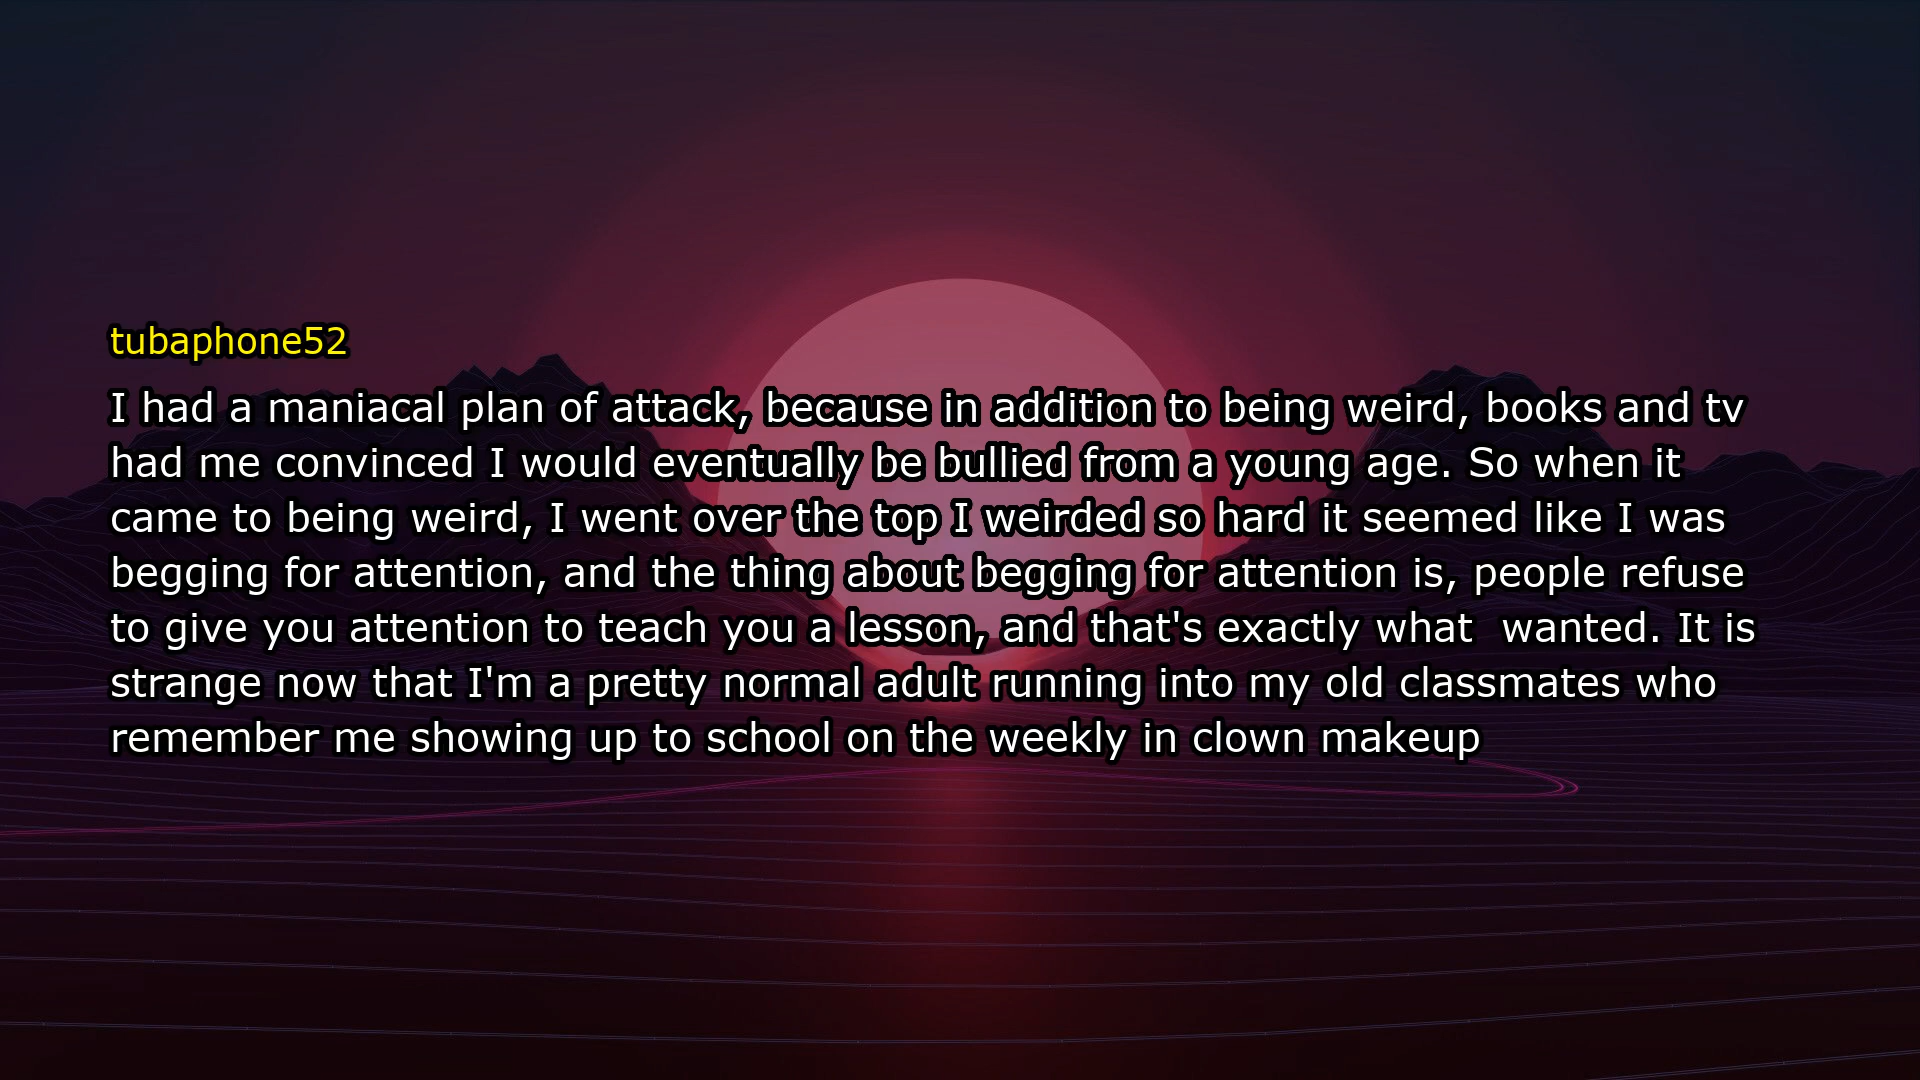 tubaphone52
I had a maniacal plan of attack, because in addition to being weird, books and tv
had me convinced I would eventually be bullied from a young age. So when it
came to being weird, I went over the top I weirded so hard it seemed like I was
begging for attention, and the thing about begging for attention is, people refuse
to give you attention to teach you a lesson, and that's exactly what  wanted. It is
strange now that I'm a pretty normal adult running into my old classmates who
remember me showing up to school on the weekly in clown makeup